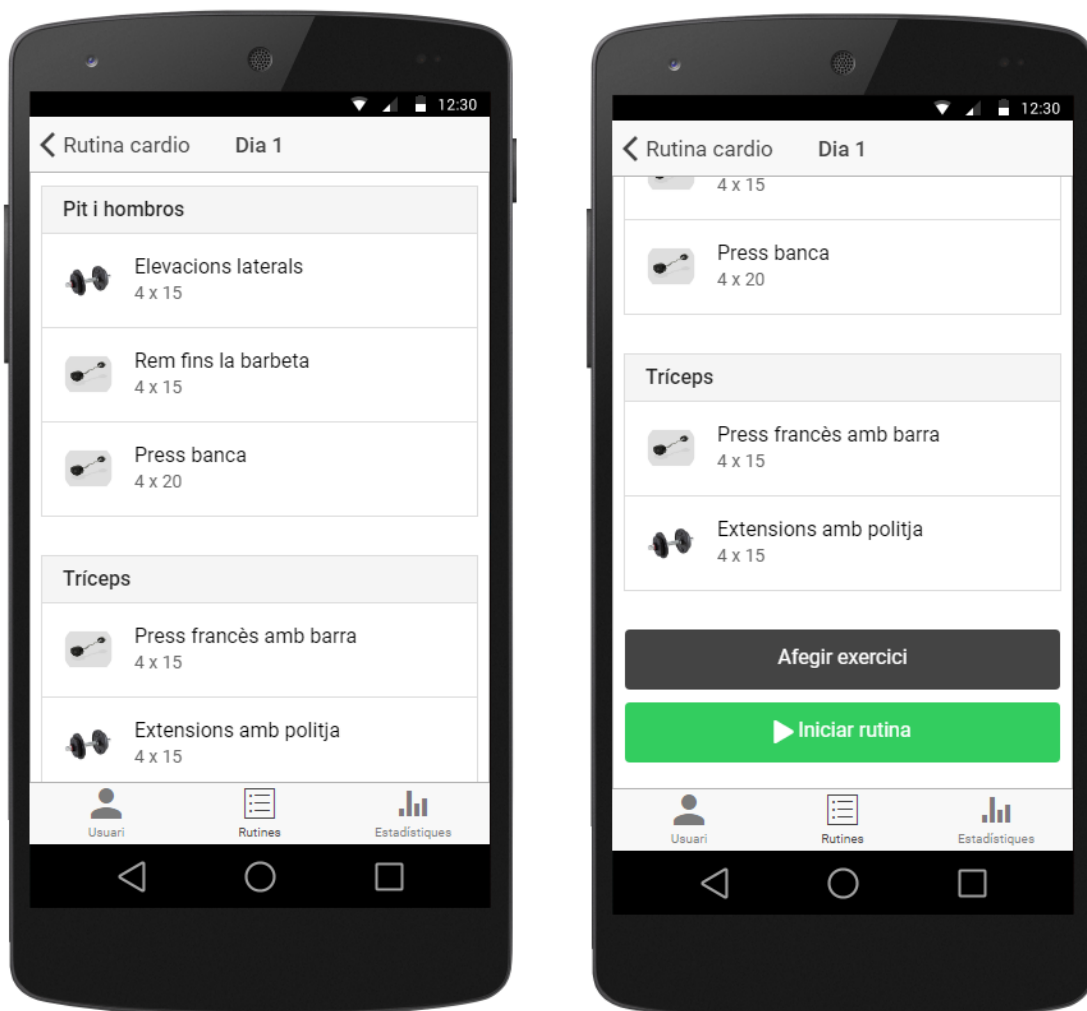 12:30
Rutina cardio Dia 1
Pit i hombros
Elevacions laterals
4 x 15
Rem fins la barbeta
4 x 15
Press banca
4 x 20
Tríceps
Press francès amb barra
4 x 15
Extensions amb politja
4 x 15
Usuari Rutines Estadístiques
12:30
Rutina cardio Dia 1
4 x 15
Press banca
4 x 20
Tríceps
Press francès amb barra
4 x 15
Extensions amb politja
4 x 15
Afegir exercici
Iniciar rutina
Usuari Rutines Estadístiques